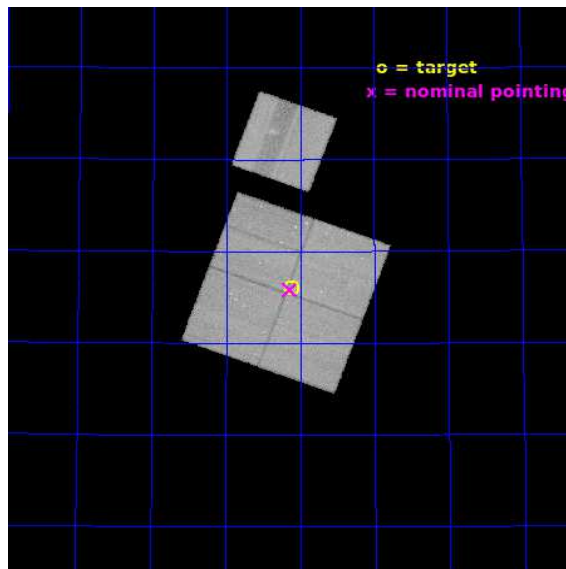 o = target
x = nominal pointing